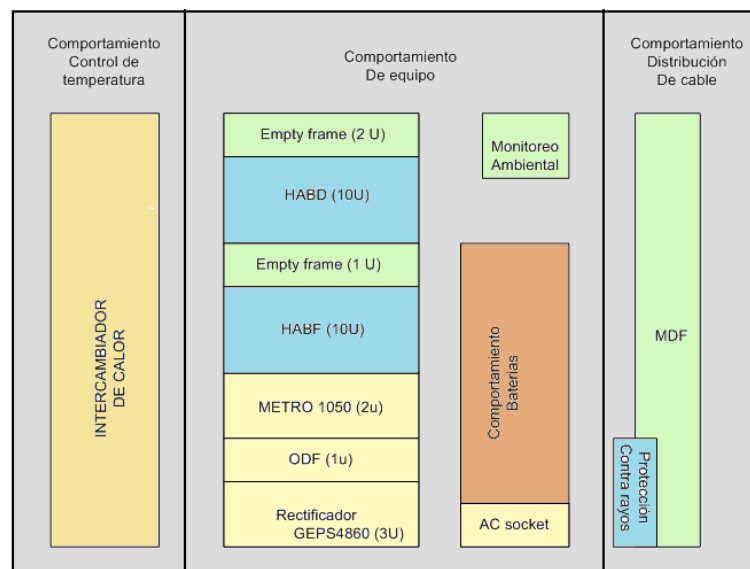 Comportamiento
Control de
temperatura
INTERCAMBIADOR
DE CALOR
Comportamiento
De equipo
Empty frame (2 U)
HABD (10U)
Empty frame (1 U)
HABF (10U)
METRO 1050 (2u)
ODF (1u)
Rectificador
GEPS4860 (3U)
Monitoreo
Ambiental
Comportamiento
Baterias
AC socket
Comportamiento
Distribución
De cable
MDF
Protección
Contra rayos